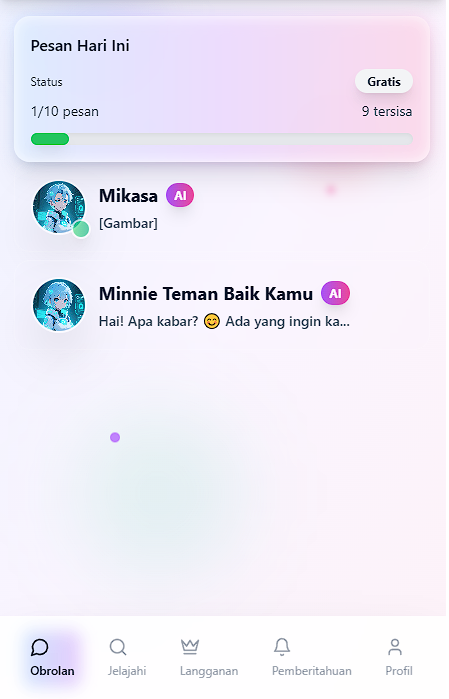 Pesan Hari Ini
Status Gratis
1/10 pesan 9 tersisa
Mikasa AI
[Gambar]
Minnie Teman Baik Kamu AI
Hai! Apa kabar? 😊 Ada yang ingin ka...
Obrolan Jelajahi Langganan Pemberitahuan Profil